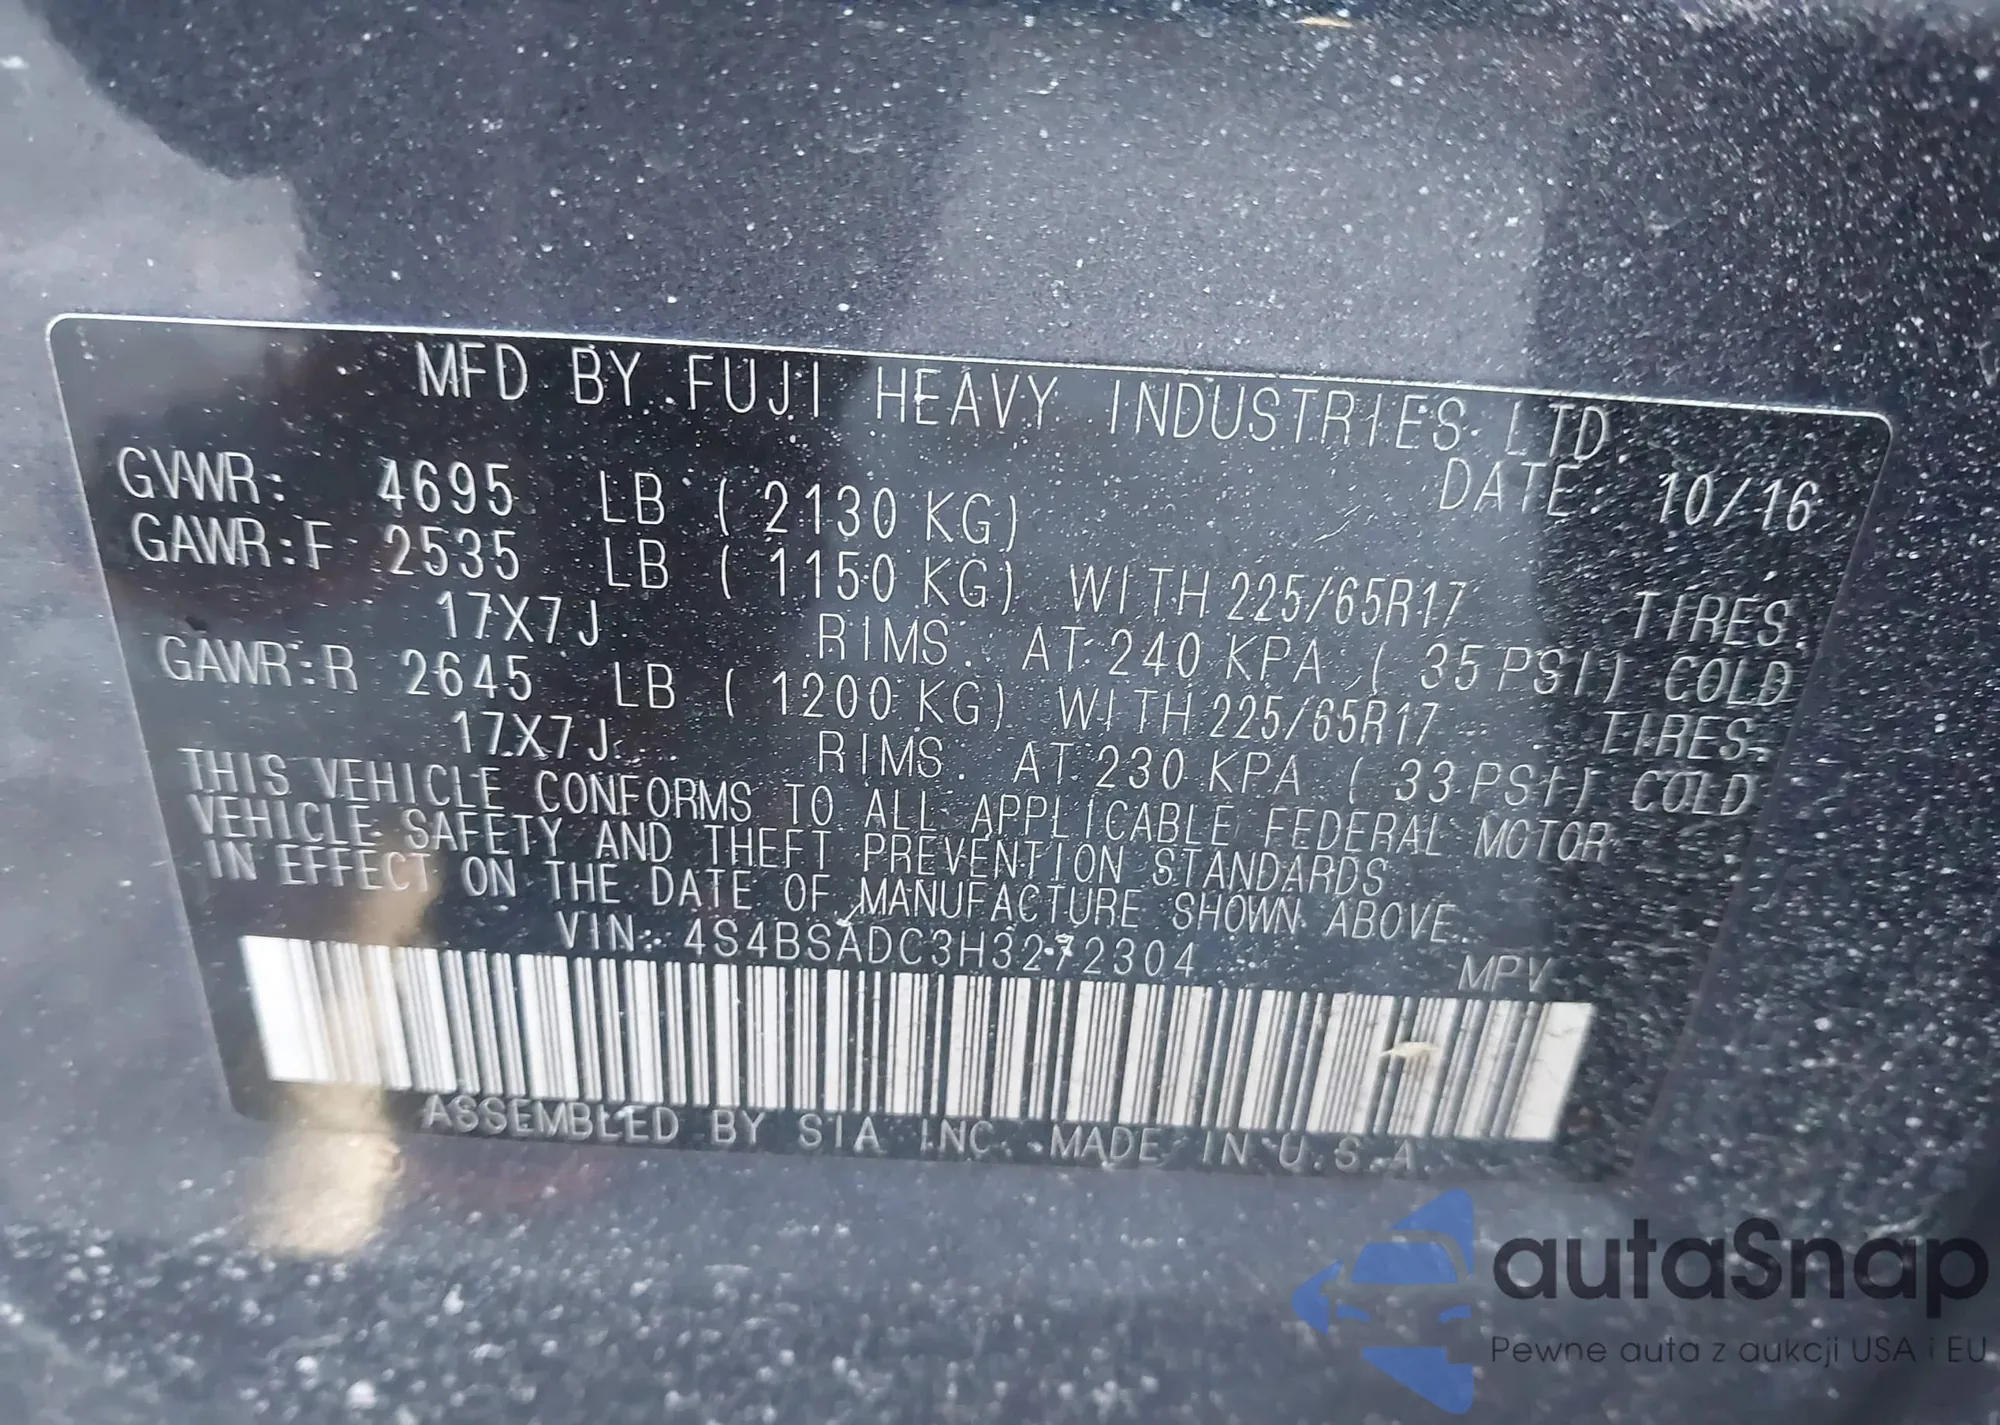 MFD BY FUJI HEAVY INDUSTRIES LTD.
DATE 10/16
GVWR: 4695 LB (2130 KG)
GAWR:F 2535 LB (1150 KG) WITH 225/65R17 TIRES.
17X7J RIMS. AT 240 KPA (35 PSI) COLD
GAWR:R 2645 LB (1200 KG) WITH 225/65R17 TIRES.
17X7J RIMS. AT 230 KPA (33 PSI) COLD
THIS VEHICLE CONFORMS TO ALL APPLICABLE FEDERAL MOTOR
VEHICLE SAFETY AND THEFT PREVENTION STANDARDS
IN EFFECT ON THE DATE OF MANUFACTURE SHOWN ABOVE.
VIN: 4S4BSADC3H3272304 MPV
ASSEMBLED BY SIA INC. MADE IN U.S.A.
autaSnap
Pewne auta z aukcji USA i EU